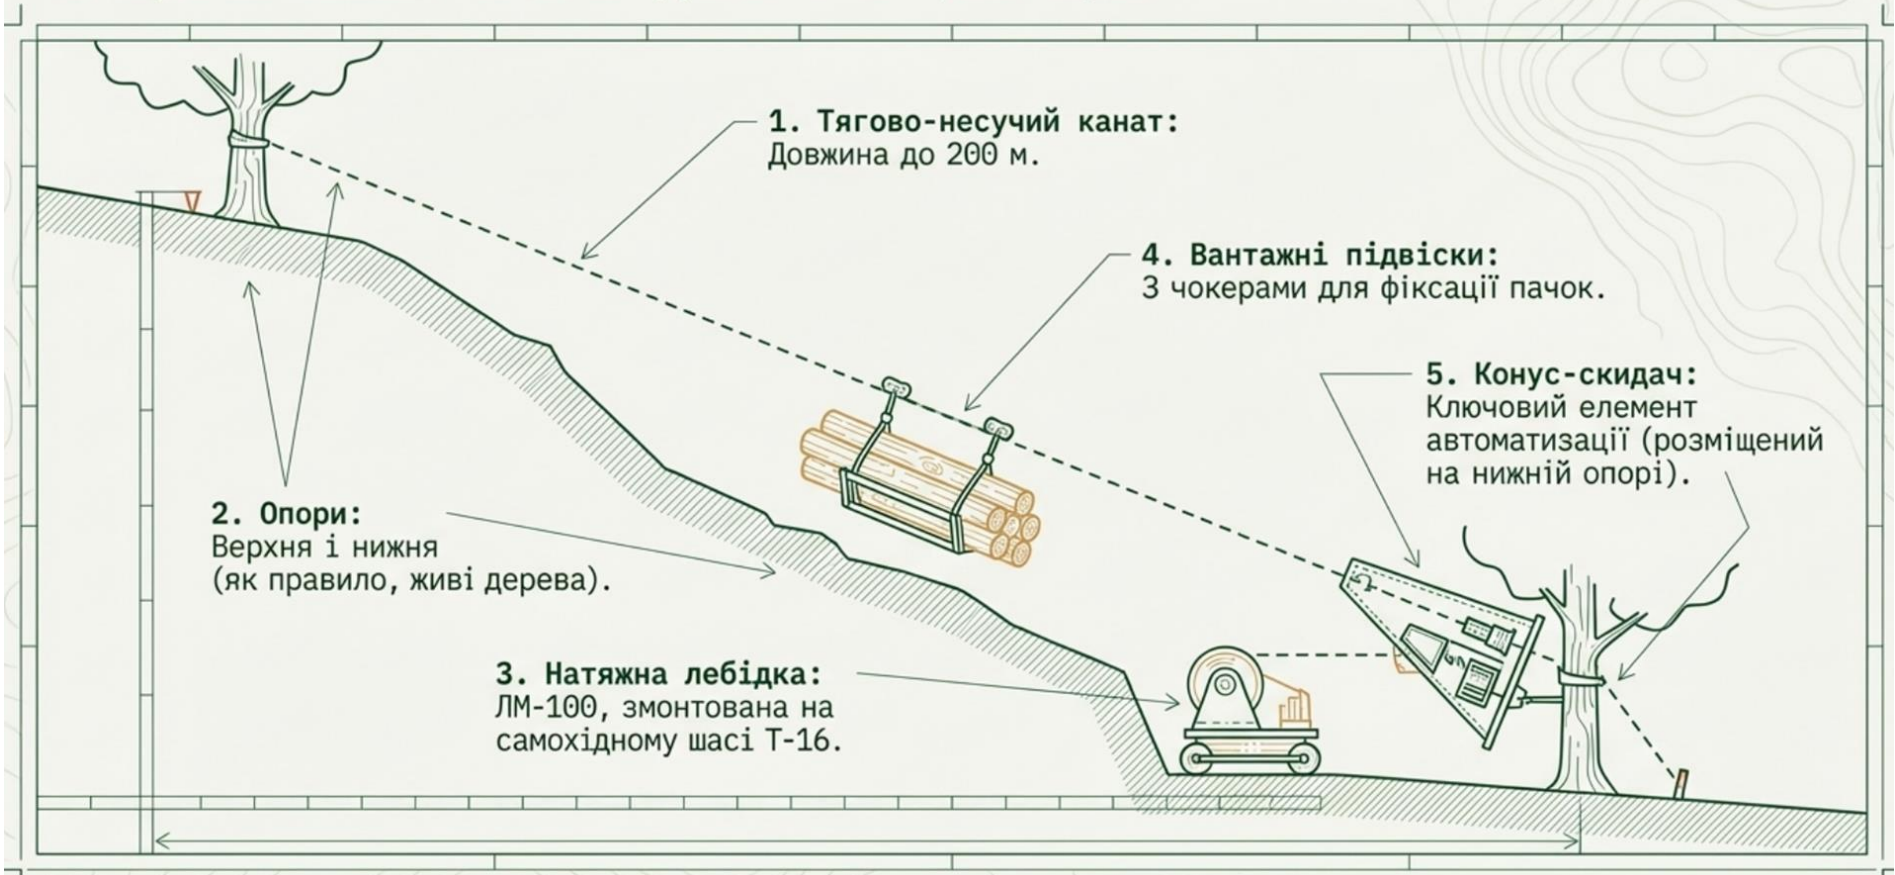 1. Тягово-несучий канат:
Довжина до 200 м.
4. Вантажні підвіски:
З чокерами для фіксації пачок.
5. Конус-скидач:
Ключовий елемент
автоматизації (розміщений
на нижній опорі).
2. Опори:
Верхня і нижня
(як правило, живі дерева).
3. Натяжна лебідка:
ЛМ-100, змонтована на
самохідному шасі Т-16.